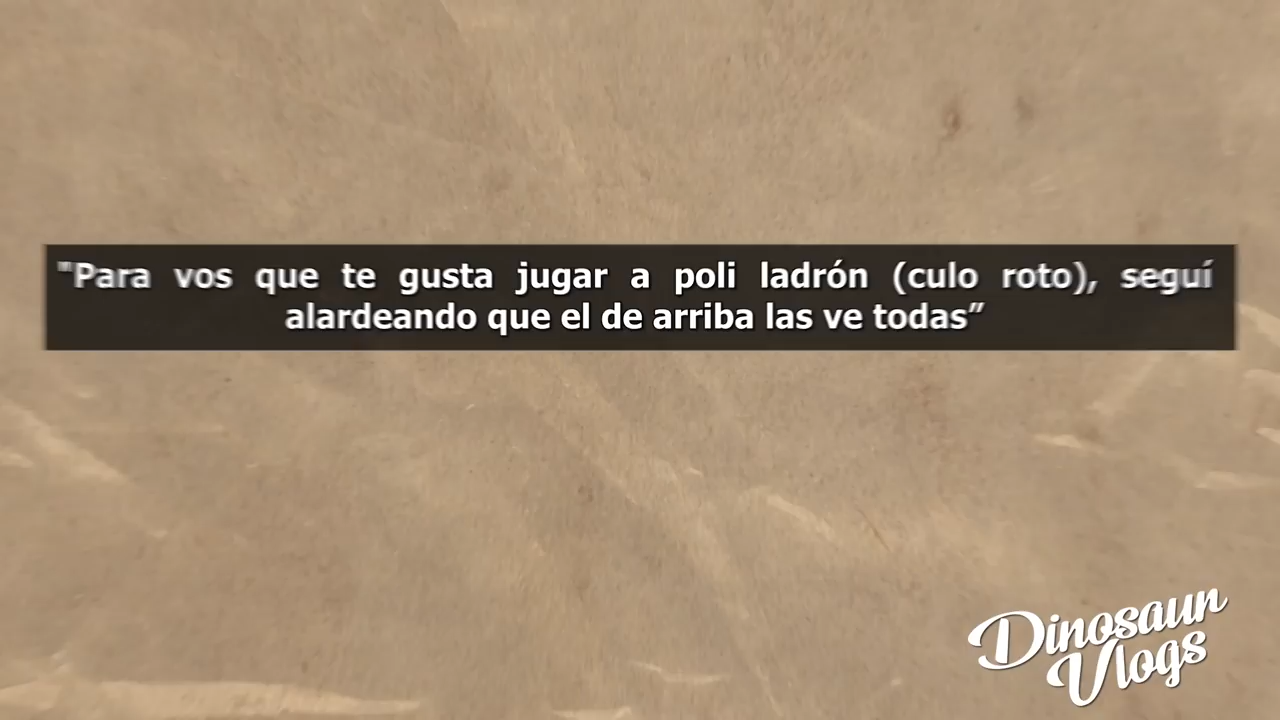 "Para vos que te gusta jugar a poli ladrón (culo roto), seguí
alardeando que el de arriba las ve todas”
Dinosaun
Vlogs